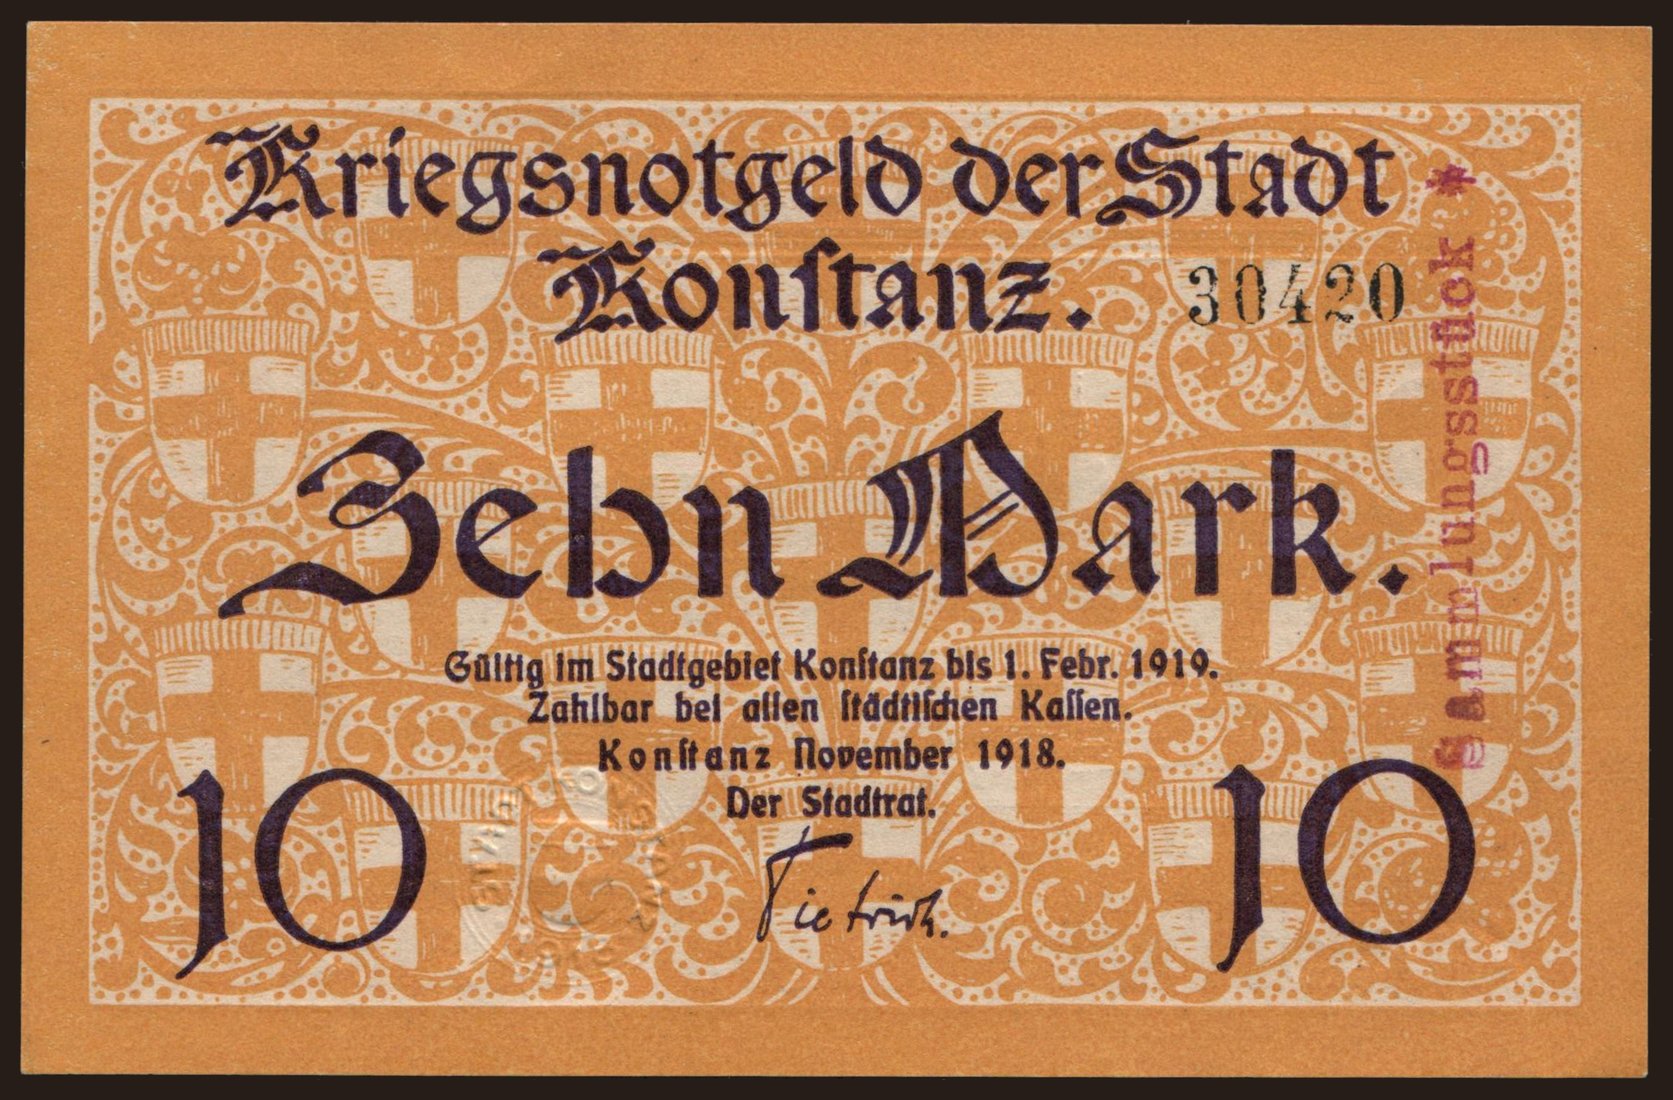 Kriegsnotgeld der Stadt
Konſtanz.
30420
Zehn Mark.
Gültig im Stadtgebiet Konſtanz bis 1. Febr. 1919.
Zahlbar bei allen ſtädtiſchen Kaſſen.
Konſtanz November 1918.
Der Stadtrat.
Dietrich.
10
10
Sammlungsstück *